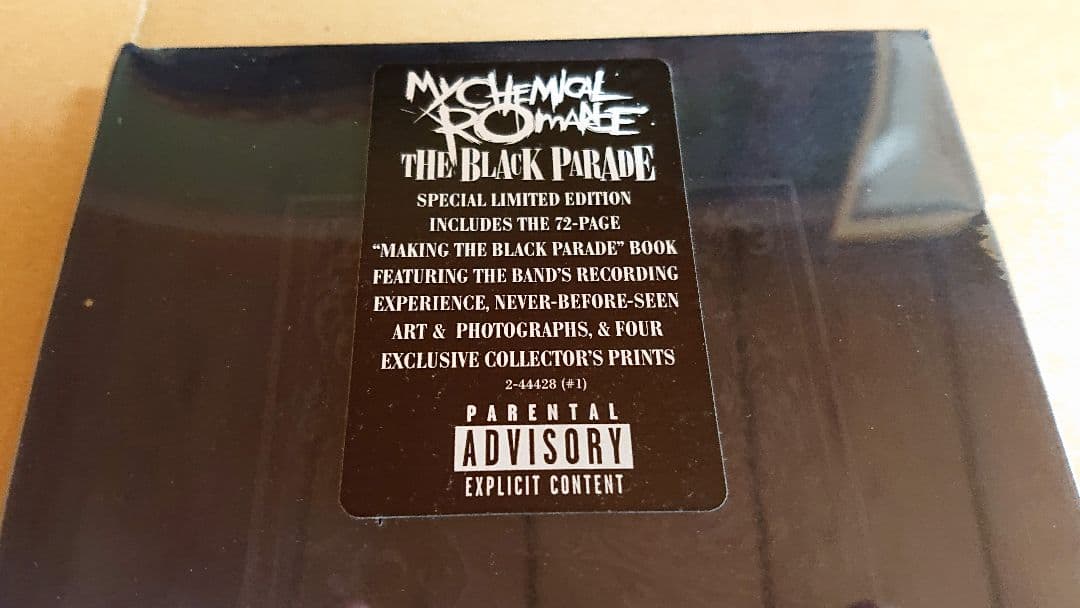 MY CHEMICAL
ROMANCE
THE BLACK PARADE
SPECIAL LIMITED EDITION
INCLUDES THE 72-PAGE
“MAKING THE BLACK PARADE” BOOK
FEATURING THE BAND’S RECORDING
EXPERIENCE, NEVER-BEFORE-SEEN
ART & PHOTOGRAPHS, & FOUR
EXCLUSIVE COLLECTOR’S PRINTS
2-44428 (#1)
PARENTAL
ADVISORY
EXPLICIT CONTENT